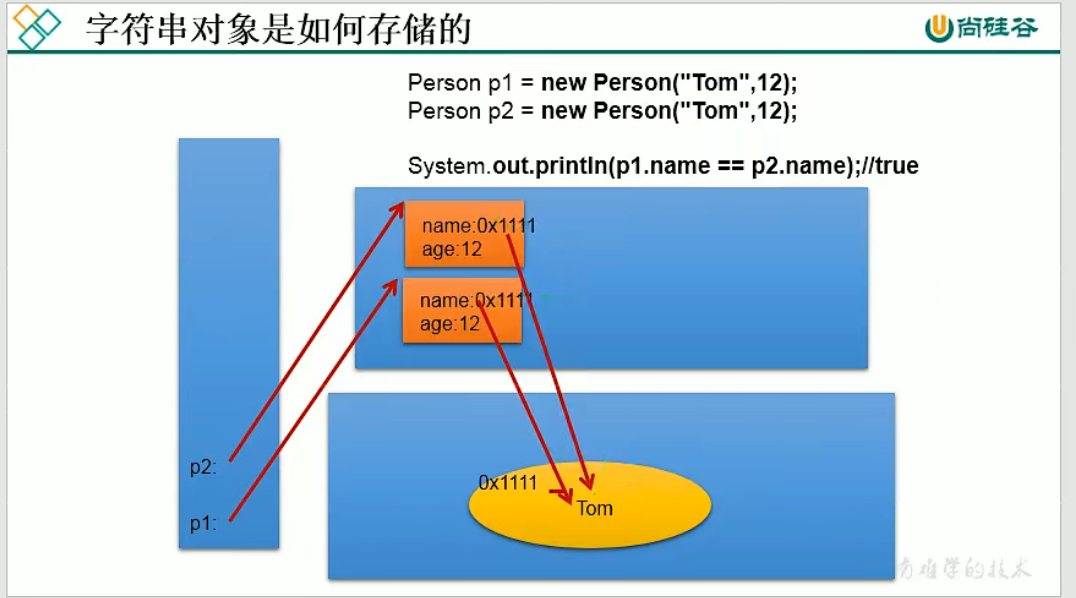 字符串对象是如何存储的
尚硅谷
Person p1 = new Person("Tom",12);
Person p2 = new Person("Tom",12);
System.out.println(p1.name == p2.name);//true
name:0x1111
age:12
name:0x1111
age:12
p2:
p1:
0x1111
Tom
难学的技术